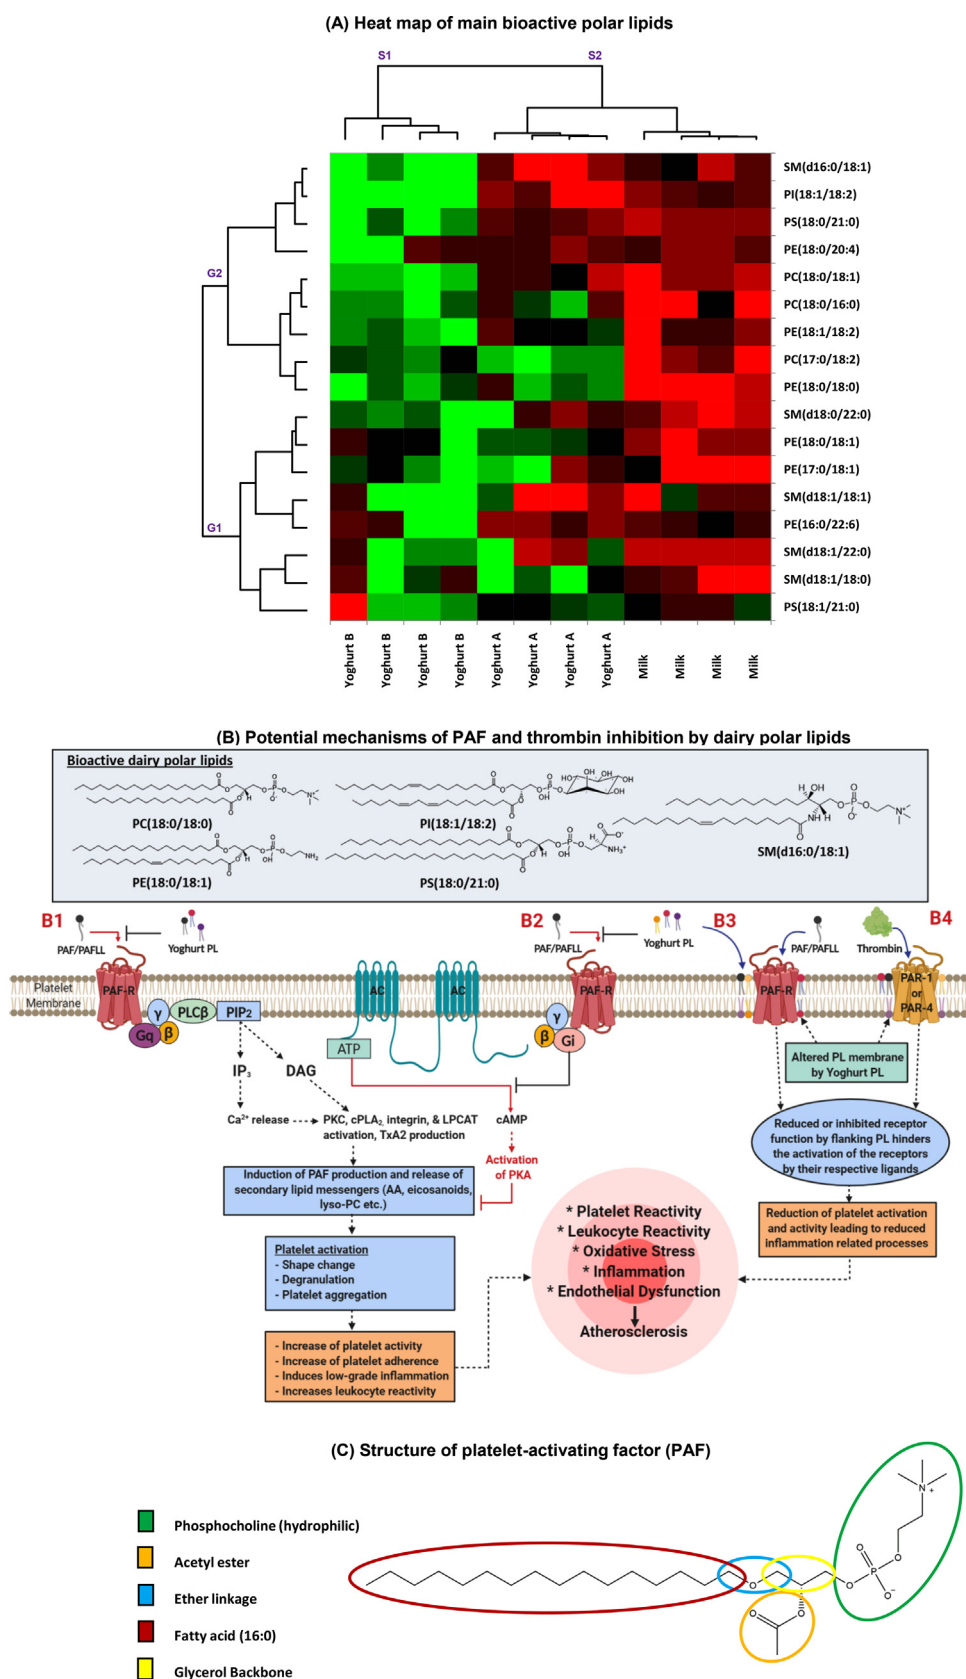 (A) Heat map of main bioactive polar lipids
S1
S2
G2
G1
SM(d16:0/18:1)
PI(18:1/18:2)
PS(18:0/21:0)
PE(18:0/20:4)
PC(18:0/18:1)
PC(18:0/16:0)
PE(18:1/18:2)
PC(17:0/18:2)
PE(18:0/18:0)
SM(d18:0/22:0)
PE(18:0/18:1)
PE(17:0/18:1)
SM(d18:1/18:1)
PE(16:0/22:6)
SM(d18:1/22:0)
SM(d18:1/18:0)
PS(18:1/21:0)
Yoghurt B
Yoghurt B
Yoghurt B
Yoghurt B
Yoghurt A
Yoghurt A
Yoghurt A
Yoghurt A
Milk
Milk
Milk
Milk
(B) Potential mechanisms of PAF and thrombin inhibition by dairy polar lipids
Bioactive dairy polar lipids
PC(18:0/18:0)
PI(18:1/18:2)
SM(d16:0/18:1)
PE(18:0/18:1)
PS(18:0/21:0)
B1
PAF/PAFLL
Yoghurt PL
B2
PAF/PAFLL
Yoghurt PL
B3
PAF/PAFLL
Thrombin
B4
Platelet
Membrane
PAF-R
γ
PLCβ
PIP2
Gq
β
AC
AC
γ
β
Gi
PAF-R
PAF-R
PAR-1
or
PAR-4
ATP
Altered PL membrane
by Yoghurt PL
IP3
DAG
Ca2+ release
PKC, cPLA2, integrin, & LPCAT
activation, TxA2 production
cAMP
Activation
of PKA
Reduced or inhibited receptor
function by flanking PL hinders
the activation of the receptors
by their respective ligands
Induction of PAF production and release of
secondary lipid messengers (AA, eicosanoids,
lyso-PC etc.)
Reduction of platelet activation
and activity leading to reduced
inflammation related processes
Platelet activation
- Shape change
- Degranulation
- Platelet aggregation
* Platelet Reactivity
* Leukocyte Reactivity
* Oxidative Stress
* Inflammation
* Endothelial Dysfunction
Atherosclerosis
- Increase of platelet activity
- Increase of platelet adherence
- Induces low-grade inflammation
- Increases leukocyte reactivity
(C) Structure of platelet-activating factor (PAF)
Phosphocholine (hydrophilic)
Acetyl ester
Ether linkage
Fatty acid (16:0)
Glycerol Backbone
N+
O
P
O
O-
O
O
O
O